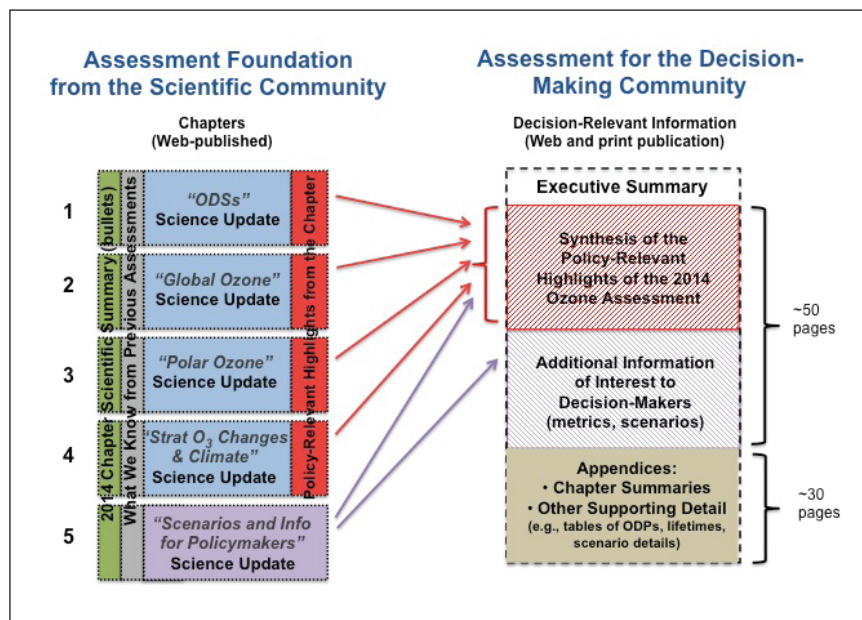 Assessment Foundation
from the Scientific Community
Chapters
(Web-published)
2014 Chapter Scientific Summary (bullets)
What We Know from Previous Assessments
Policy-Relevant Highlights from the Chapter
1
“ODSs”
Science Update
2
“Global Ozone”
Science Update
3
“Polar Ozone”
Science Update
4
“Strat O₃ Changes
& Climate”
Science Update
5
“Scenarios and Info
for Policymakers”
Science Update
Assessment for the Decision-
Making Community
Decision-Relevant Information
(Web and print publication)
Executive Summary
Synthesis of the
Policy-Relevant
Highlights of the 2014
Ozone Assessment
Additional Information
of Interest to
Decision-Makers
(metrics, scenarios)
~50
pages
Appendices:
• Chapter Summaries
• Other Supporting Detail
(e.g., tables of ODPs, lifetimes,
scenario details)
~30
pages